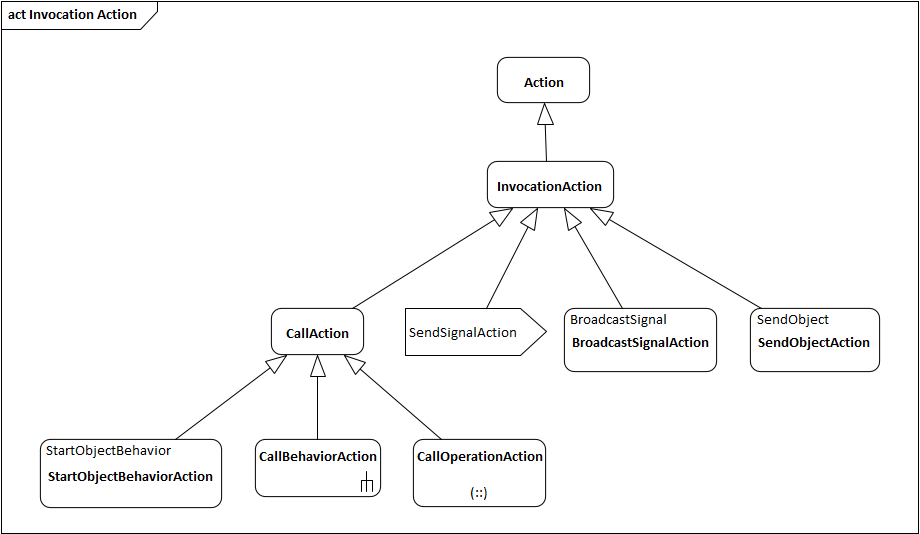 act Invocation Action
Action
InvocationAction
CallAction
SendSignalAction
BroadcastSignal
BroadcastSignalAction
SendObject
SendObjectAction
StartObjectBehavior
StartObjectBehaviorAction
CallBehaviorAction
CallOperationAction
(::)